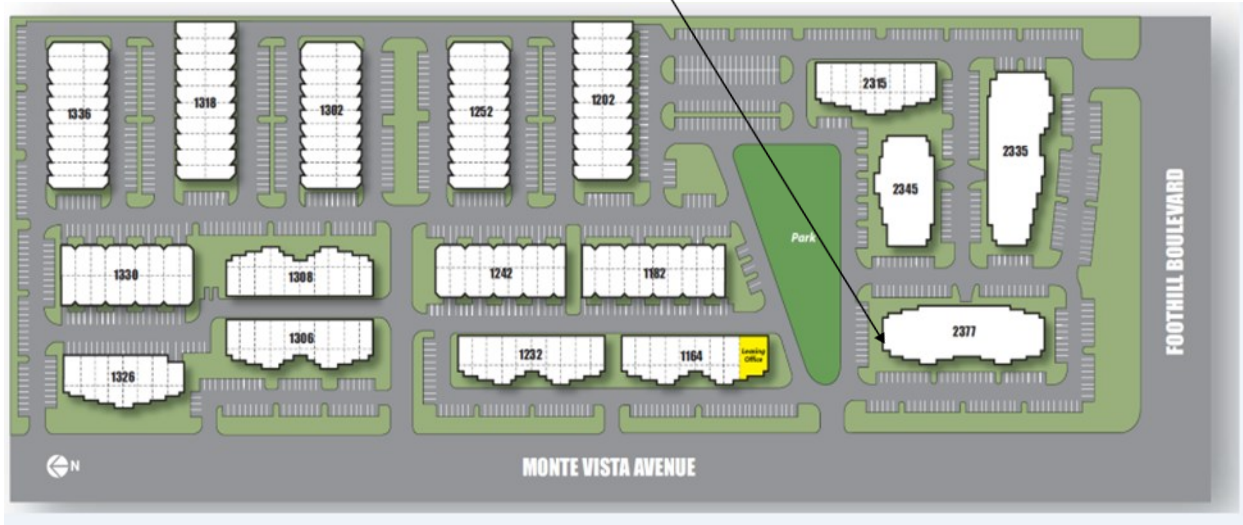 1336
1318
1302
1252
1202
2315
2335
2345
Park
1330
1308
1242
1182
2377
1306
1326
1232
1164
Leasing
Office
FOOTHILL BOULEVARD
N
MONTE VISTA AVENUE